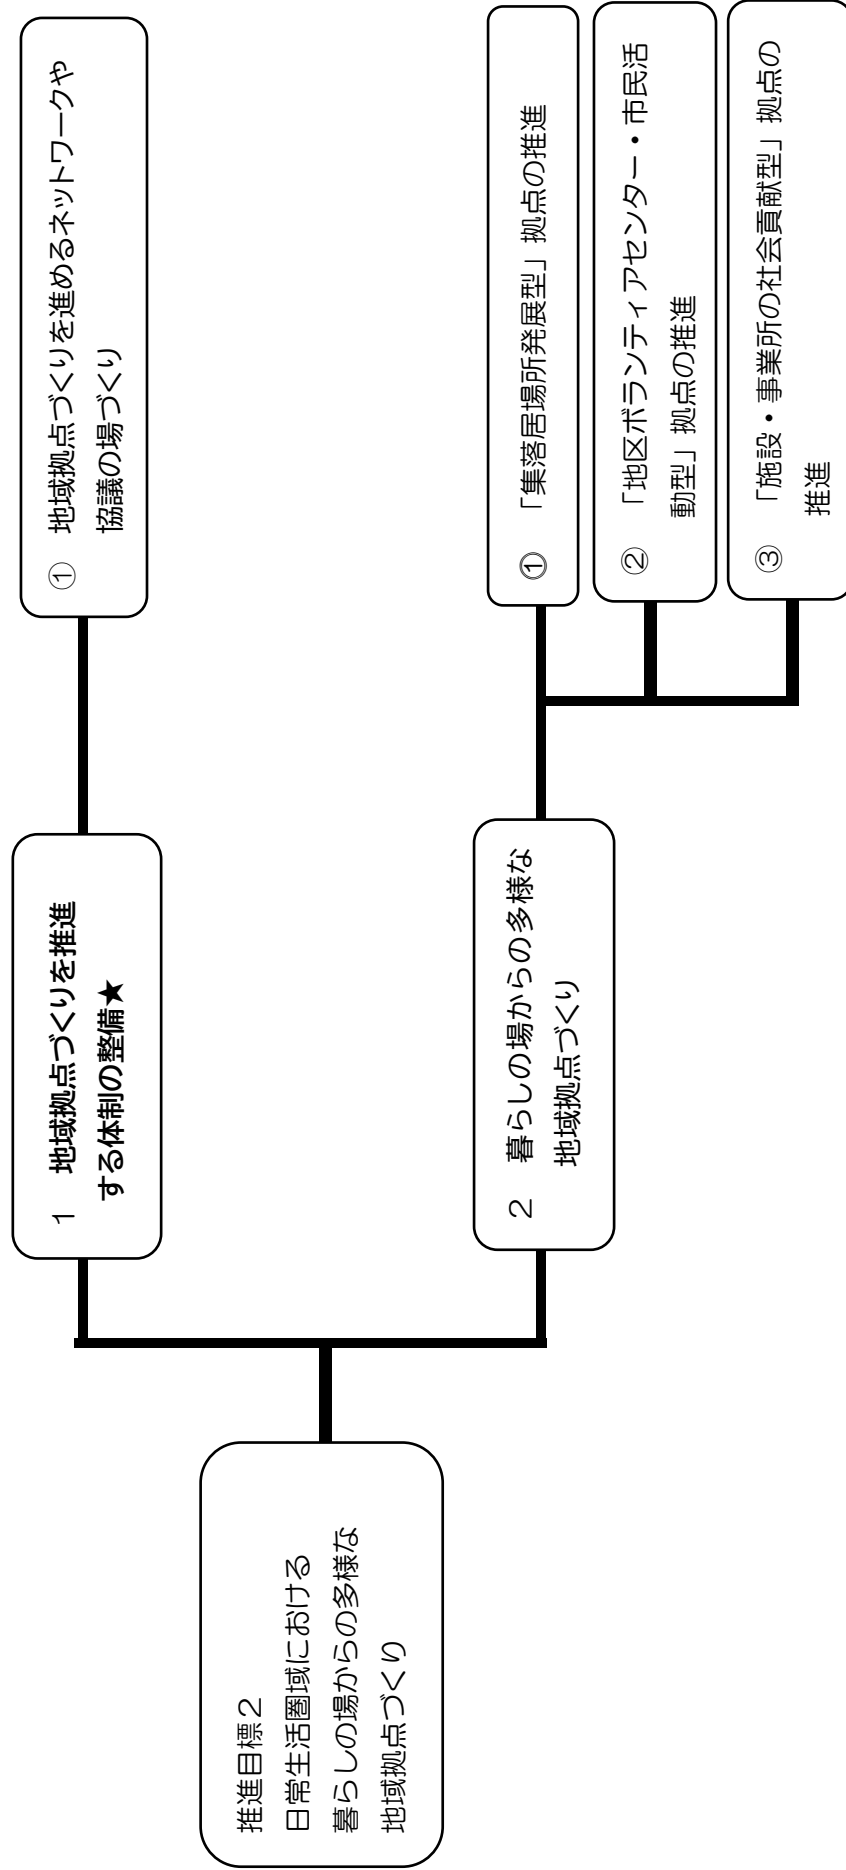 推進目標２
日常生活圏域における
暮らしの場からの多様な
地域拠点づくり
１　地域拠点づくりを推進
する体制の整備★
①　地域拠点づくりを進めるネットワークや
協議の場づくり
２　暮らしの場からの多様な
地域拠点づくり
①　「集落居場所発展型」拠点の推進
②　「地区ボランティアセンター・市民活
動型」拠点の推進
③　「施設・事業所の社会貢献型」拠点の
推進